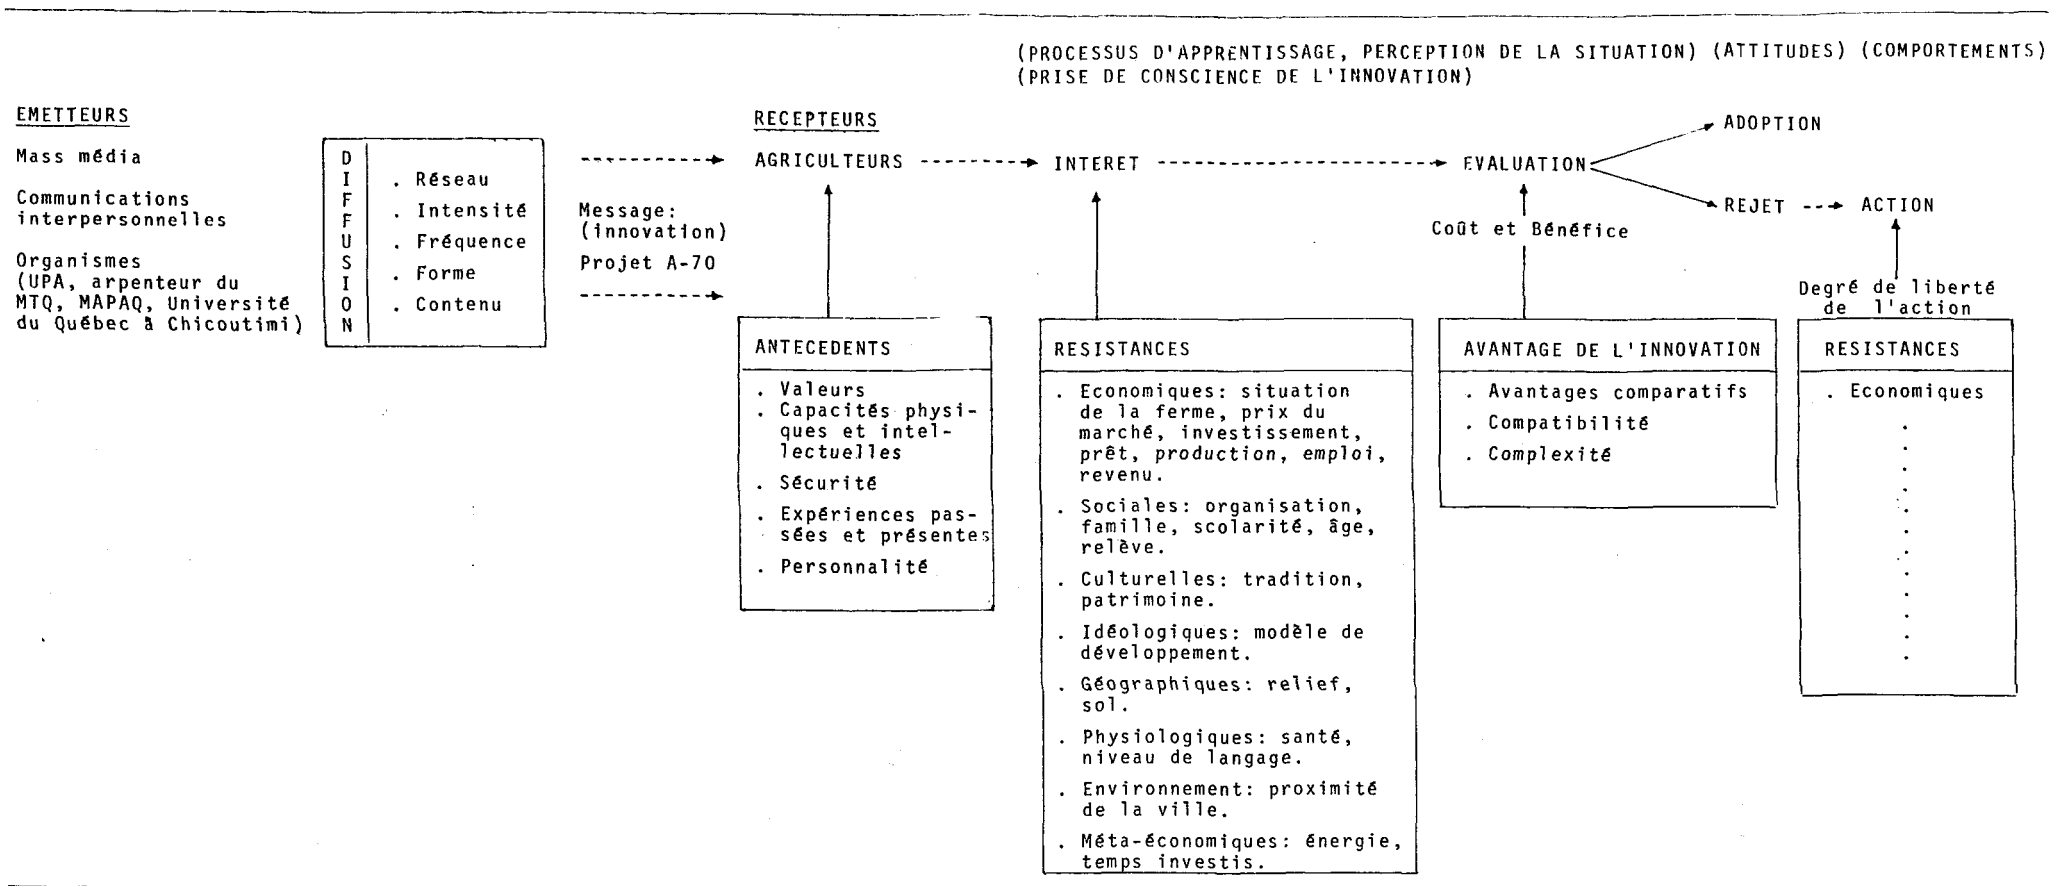 (PROCESSUS D'APPRENTISSAGE, PERCEPTION DE LA SITUATION) (ATTITUDES) (COMPORTEMENTS)
(PRISE DE CONSCIENCE DE L'INNOVATION)
EMETTEURS
Mass média
Communications
interpersonnelles
Organismes
(UPA, arpenteur du
MTQ, MAPAQ, Université
du Québec à Chicoutimi)
DIFFUSION
. Réseau
. Intensité
. Fréquence
. Forme
. Contenu
Message:
(innovation)
Projet A-70
RECEPTEURS
AGRICULTEURS
INTERET
EVALUATION
ADOPTION
REJET
ACTION
Coût et Bénéfice
Degré de liberté
de l'action
ANTECEDENTS
. Valeurs
. Capacités physi-
ques et intel-
lectuelles
. Sécurité
. Expériences pas-
sées et présentes
. Personnalité
RESISTANCES
. Economiques: situation
de la ferme, prix du
marché, investissement,
prêt, production, emploi,
revenu.
. Sociales: organisation,
famille, scolarité, âge,
relève.
. Culturelles: tradition,
patrimoine.
. Idéologiques: modèle de
développement.
. Géographiques: relief,
sol.
. Physiologiques: santé,
niveau de langage.
. Environnement: proximité
de la ville.
. Méta-économiques: énergie,
temps investis.
AVANTAGE DE L'INNOVATION
. Avantages comparatifs
. Compatibilité
. Complexité
RESISTANCES
. Economiques
.
.
.
.
.
.
.
.
.
.
.
.